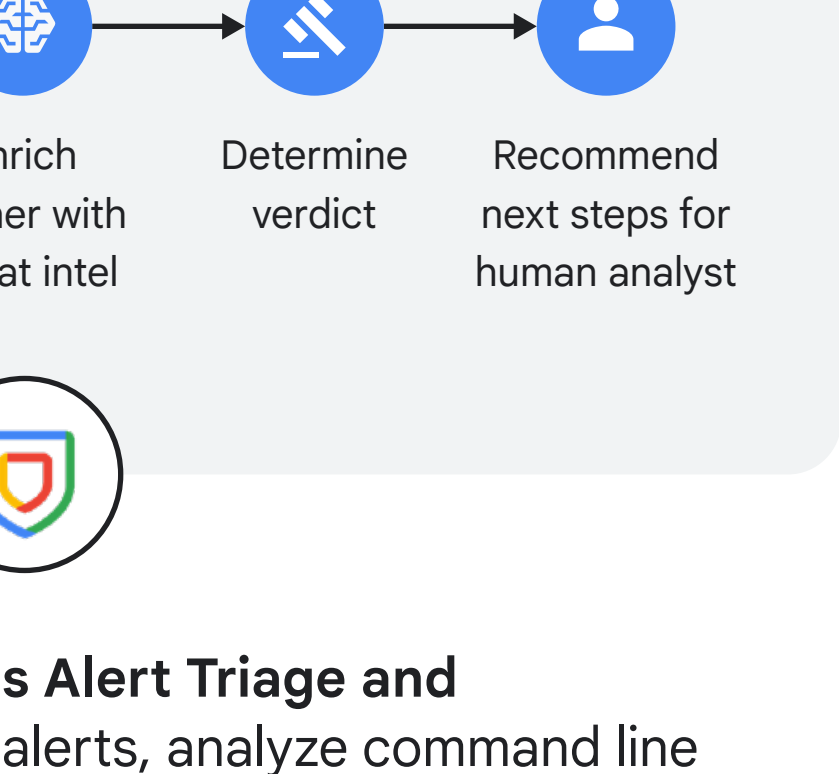 nrich
er with
at intel
Determine
verdict
Recommend
next steps for
human analyst
s Alert Triage and
alerts, analyze command line